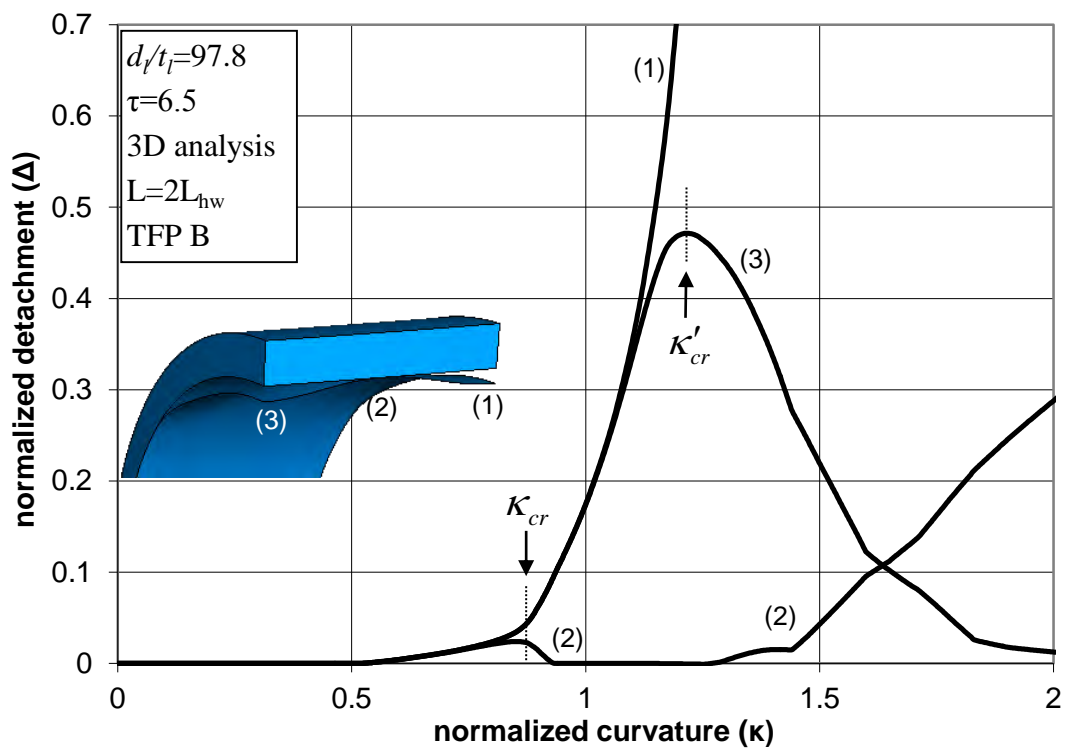 0.7
0.6
0.5
0.4
0.3
0.2
0.1
0
normalized detachment (Δ)
d_l/t_l=97.8
τ=6.5
3D analysis
L=2L_hw
TFP B
(1)
(3)
κ′_cr
(3)
(2)
(1)
κ_cr
(2)
(2)
0 0.5 1 1.5 2
normalized curvature (κ)